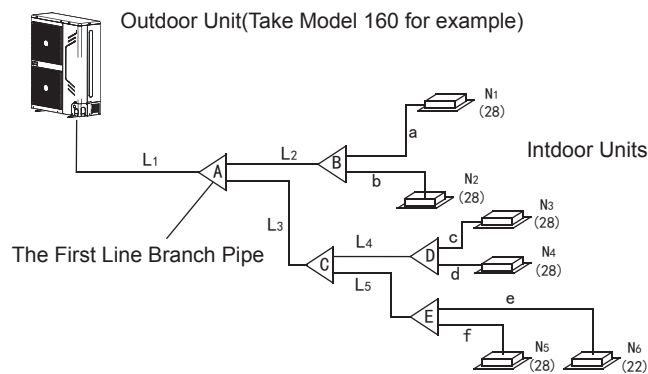 Outdoor Unit(Take Model 160 for example)
N1
(28)
a
L1
A
L2
B
b
Intdoor Units
N2
(28)
L3
N3
(28)
The First Line Branch Pipe
L4
c
C
D
d
N4
(28)
L5
e
E
f
N5
(28)
N6
(22)